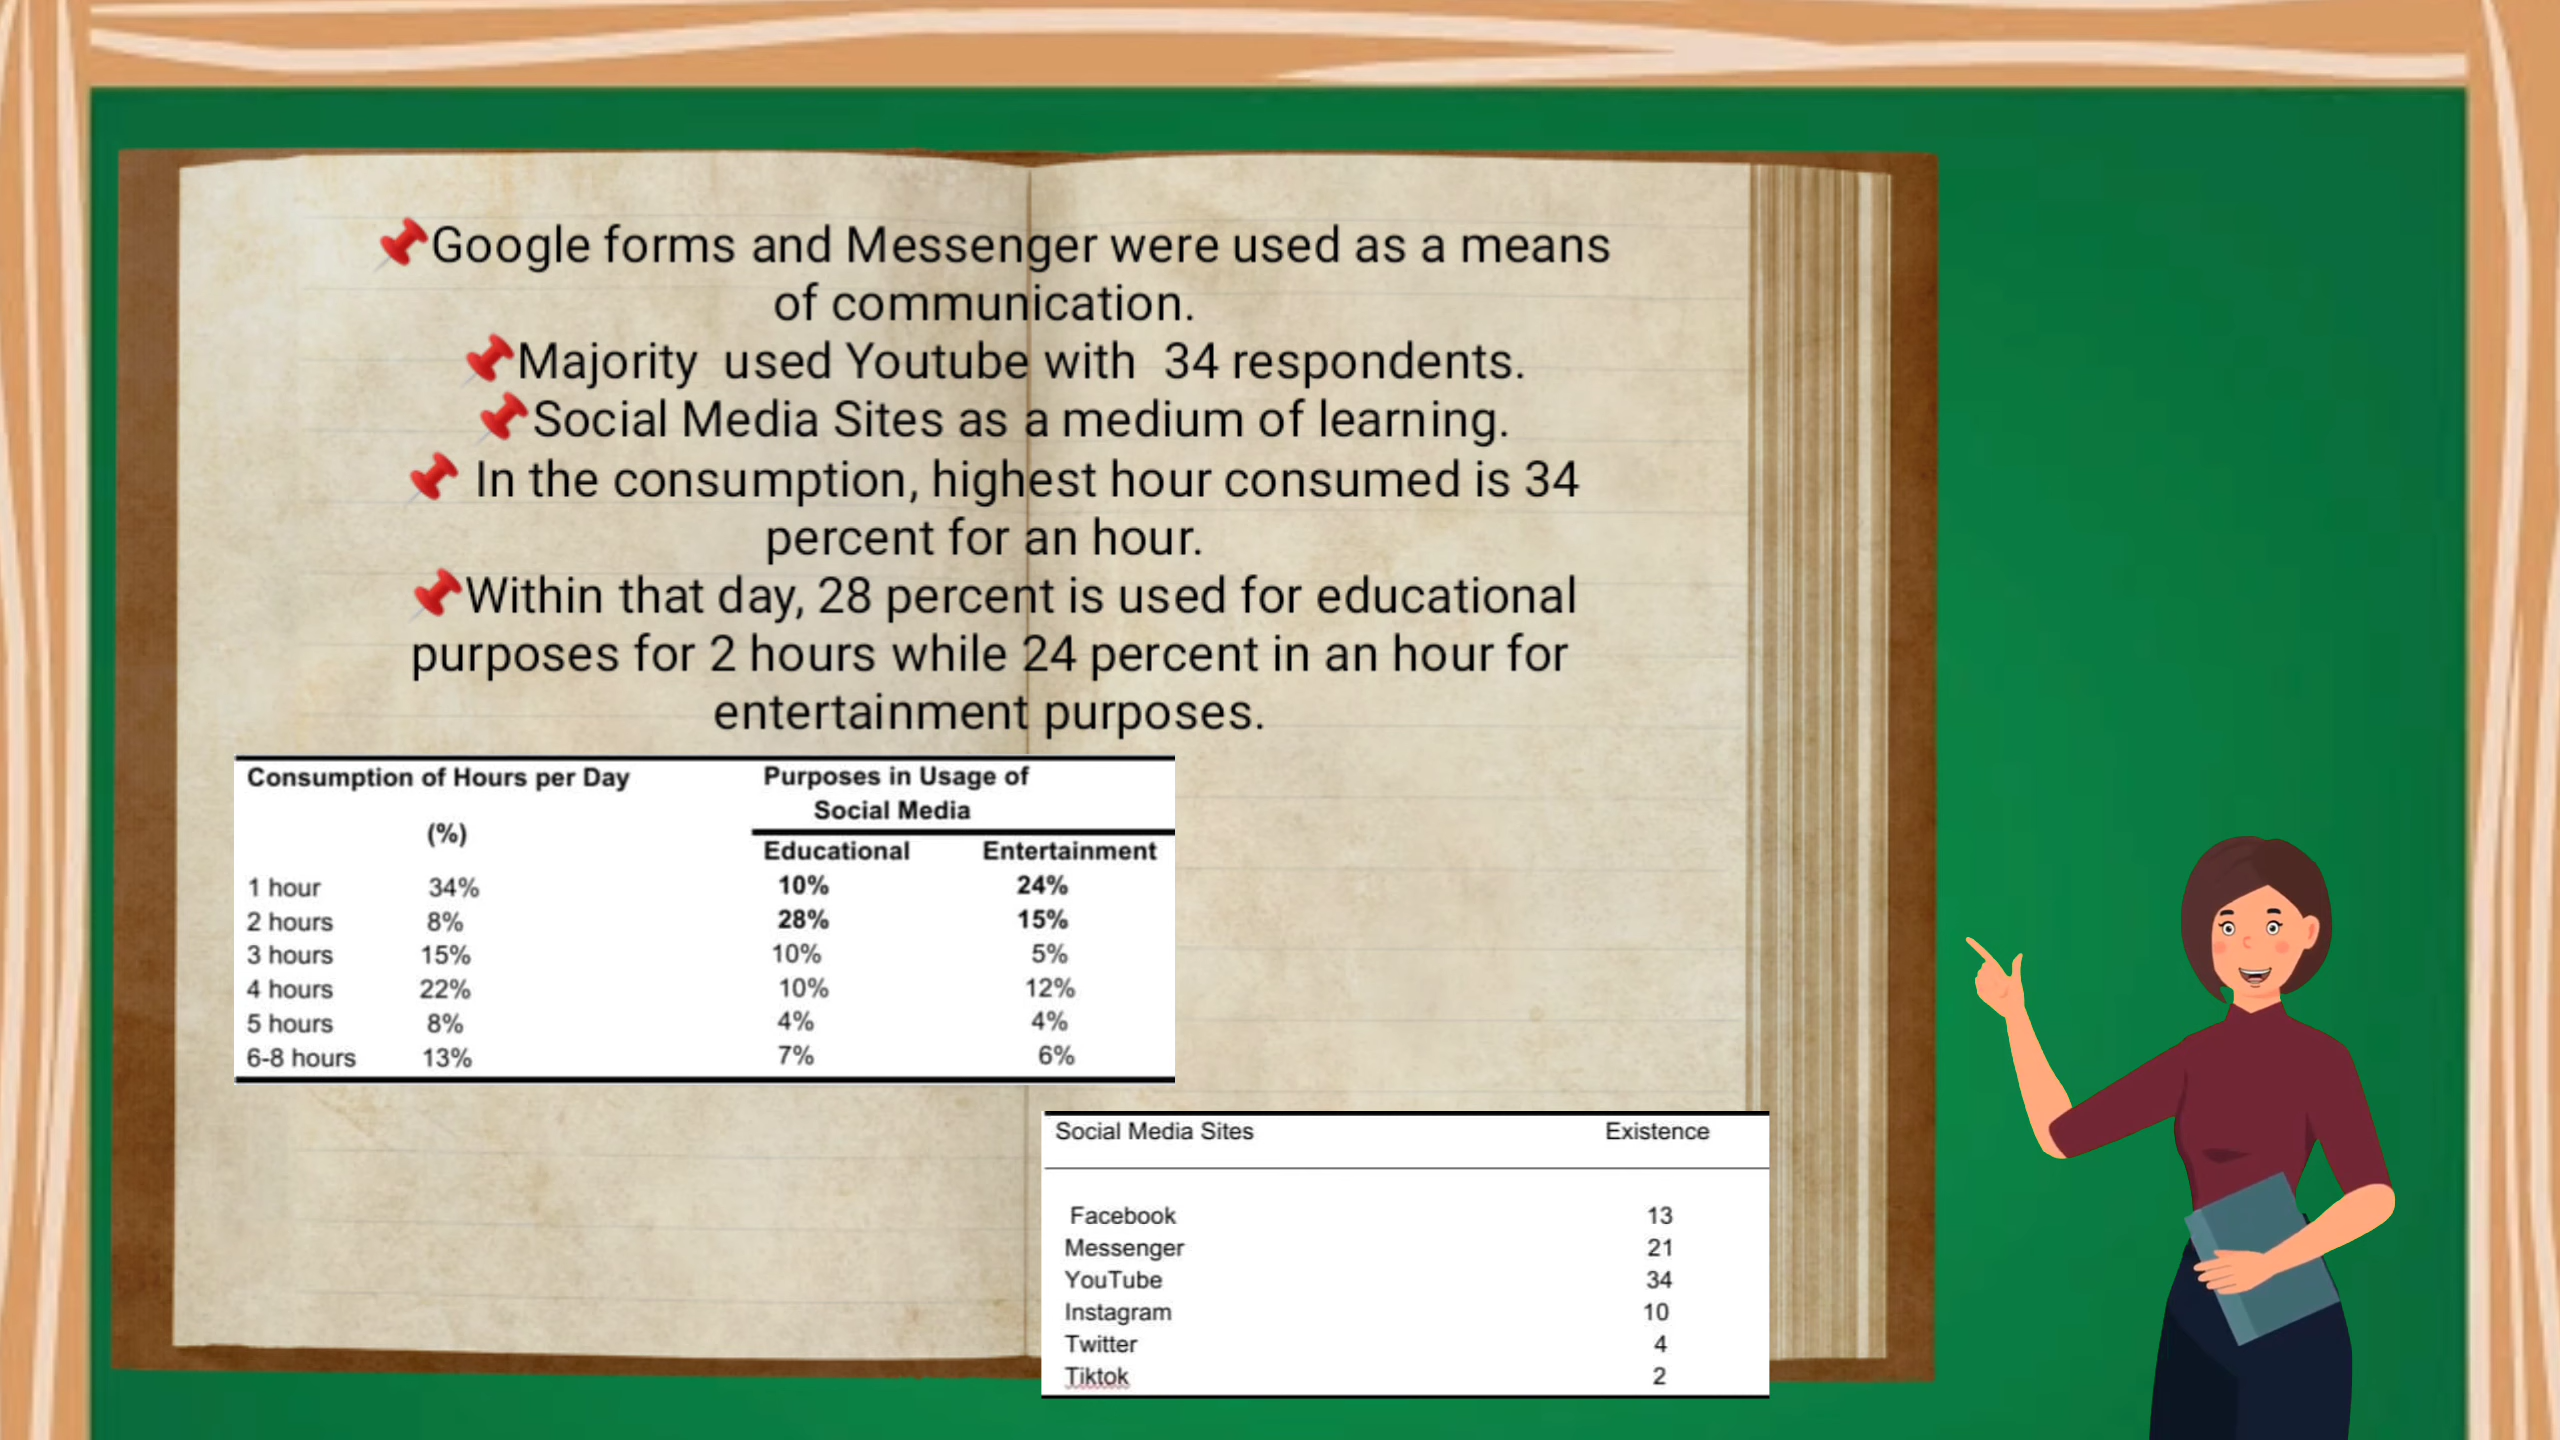 📌Google forms and Messenger were used as a means
of communication.
📌Majority used Youtube with 34 respondents.
📌Social Media Sites as a medium of learning.
📌 In the consumption, highest hour consumed is 34
percent for an hour.
📌Within that day, 28 percent is used for educational
purposes for 2 hours while 24 percent in an hour for
entertainment purposes.
Consumption of Hours per Day Purposes in Usage of
Social Media
(%)
Educational Entertainment
1 hour 34% 10% 24%
2 hours 8% 28% 15%
3 hours 15% 10% 5%
4 hours 22% 10% 12%
5 hours 8% 4% 4%
6-8 hours 13% 7% 6%
Social Media Sites Existence
Facebook 13
Messenger 21
YouTube 34
Instagram 10
Twitter 4
Tiktok 2